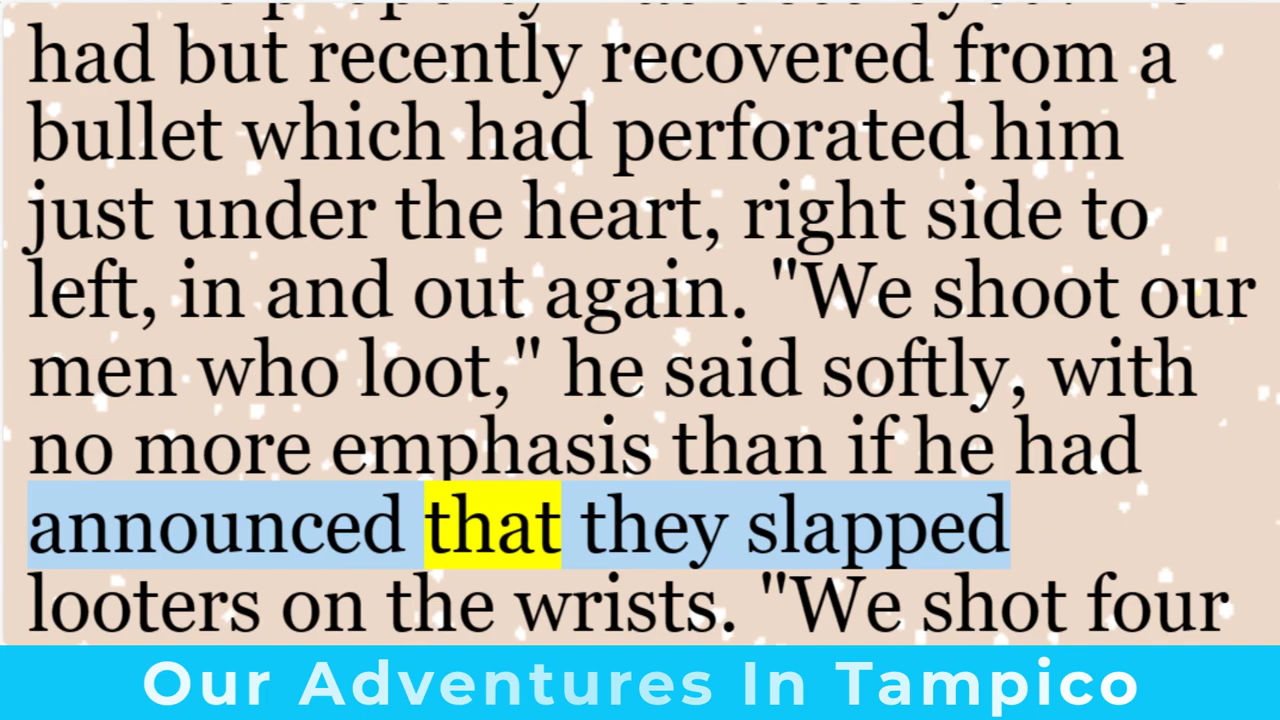 had but recently recovered from a
bullet which had perforated him
just under the heart, right side to
left, in and out again. "We shoot our
men who loot," he said softly, with
no more emphasis than if he had
announced that they slapped
looters on the wrists. "We shot four
Our Adventures In Tampico